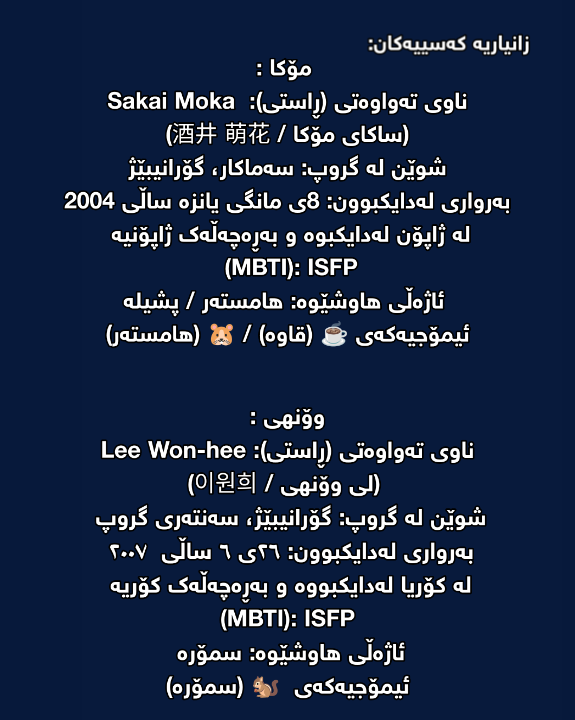 زانیاریە کەسییەکان:
مۆکا :
ناوی تەواوەتی (ڕاستی): Sakai Moka
(ساکای مۆکا / 酒井 萌花)
شوێن لە گروپ: سەماکار، گۆرانیبێژ
بەرواری لەدایکبوون: 8ی مانگی یانزە ساڵی 2004
لە ژاپۆن لەدایکبوە و بەڕەچەڵەک ژاپۆنیە
(MBTI): ISFP
ئاژەڵی هاوشێوە: هامستەر / پشیلە
ئیمۆجیەکەی ☕ (قاوە) / 🐹 (هامستەر)
وۆنهی :
ناوی تەواوەتی (ڕاستی): Lee Won-hee
(لی وۆنهی / 이원희)
شوێن لە گروپ: گۆرانیبێژ، سەنتەری گروپ
بەرواری لەدایکبوون: ٢٦ی ٦ ساڵی ٢٠٠٧
لە کۆریا لەدایکبووە و بەڕەچەڵەک کۆریە
(MBTI): ISFP
ئاژەڵی هاوشێوە: سمۆرە
ئیمۆجیەکەی 🐿️ (سمۆرە)